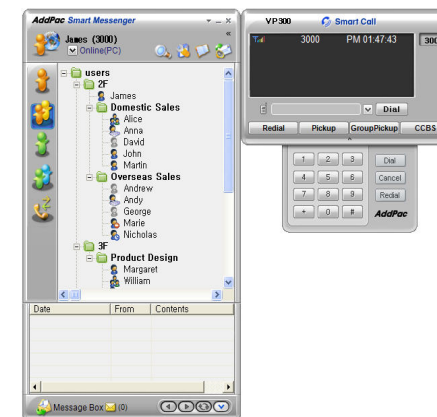 AddPac Smart Messenger
James (3000)
Online(PC)
users
2F
James
Domestic Sales
Alice
Anna
David
John
Martin
Overseas Sales
Andrew
Andy
George
Marie
Nicholas
3F
Product Design
Margaret
William
Date From Contents
Message Box (0)
VP300 Smart Call
3000 PM 01:47:43 300
Dial
Redial Pickup GroupPickup CCBS
1 2 3 Dial
4 5 6 Cancel
7 8 9 Redial
* 0 # AddPac